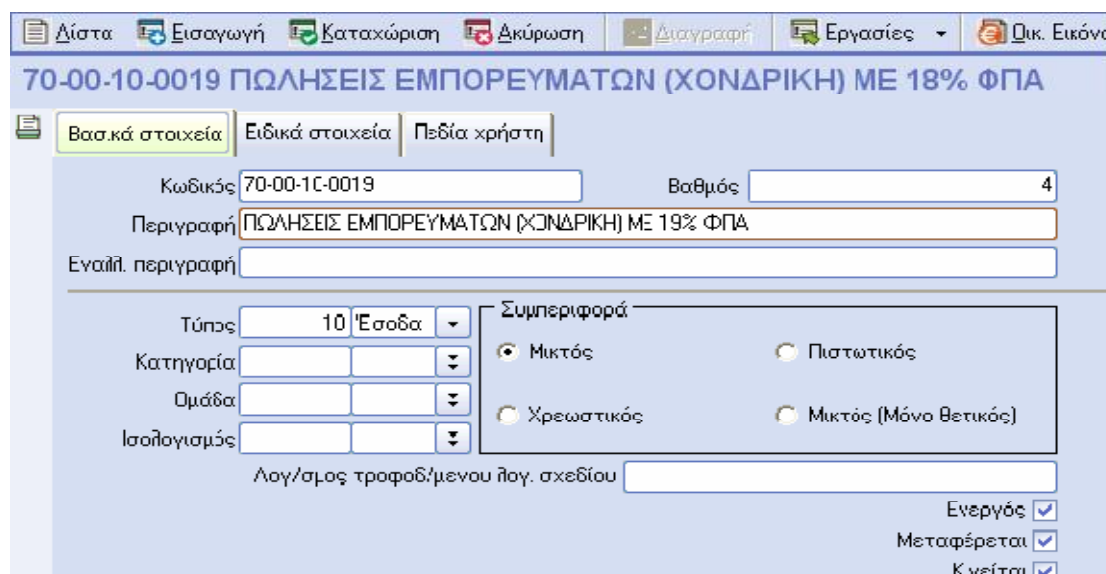 Λίστα Εισαγωγή Καταχώριση Ακύρωση Διαγραφή Εργασίες Οικ. Εικόνα
70-00-10-0019 ΠΩΛΗΣΕΙΣ ΕΜΠΟΡΕΥΜΑΤΩΝ (ΧΟΝΔΡΙΚΗ) ΜΕ 18% ΦΠΑ
Βασικά στοιχεία Ειδικά στοιχεία Πεδία χρήστη
Κωδικός 70-00-10-0019 Βαθμός 4
Περιγραφή ΠΩΛΗΣΕΙΣ ΕΜΠΟΡΕΥΜΑΤΩΝ (ΧΟΝΔΡΙΚΗ) ΜΕ 19% ΦΠΑ
Εναλλ. περιγραφή
Συμπεριφορά
Τύπος 10 Έσοδα
Μικτός Πιστωτικός
Κατηγορία
Ομάδα
Χρεωστικός Μικτός (Μόνο θετικός)
Ισολογισμός
Λογ/σμος τροφοδ/μενου λογ. σχεδίου
Ενεργός
Μεταφέρεται
Κινείται